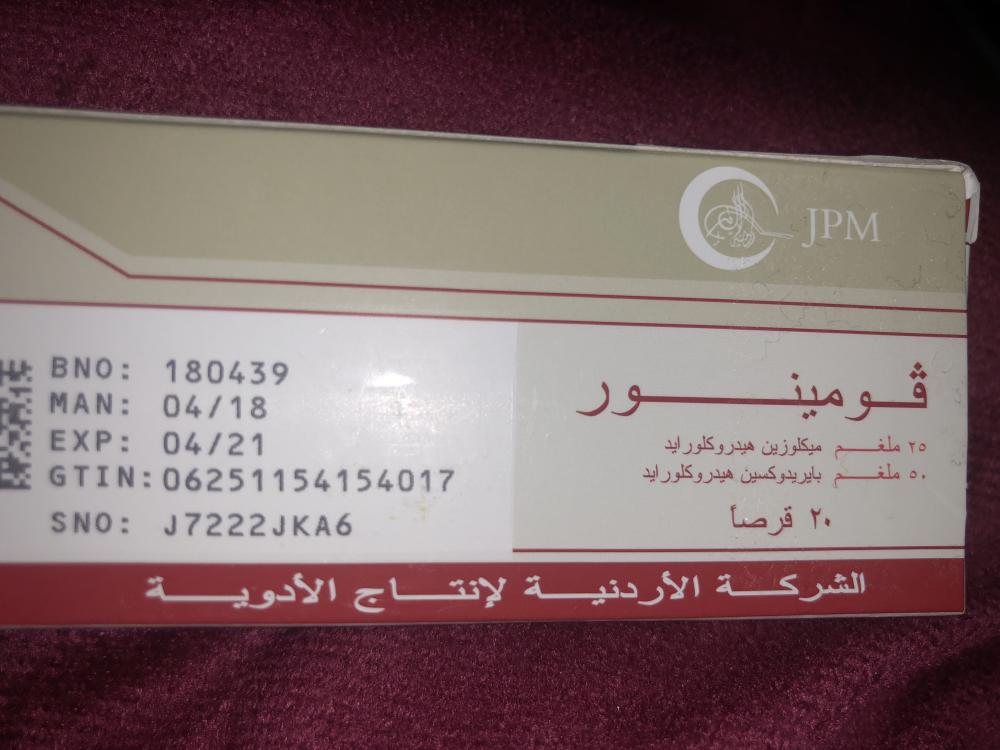 JPM
BNO: 180439
MAN: 04/18
EXP: 04/21
GTIN: 06251154154017
SNO: J7222JKA6
ڤومينور
٢٥ ملغم ميكلوزين هيدروكلورايد
٥٠ ملغم بايريدوكسين هيدروكلورايد
٢٠ قرصاً
الشركة الأردنية لإنتاج الأدوية